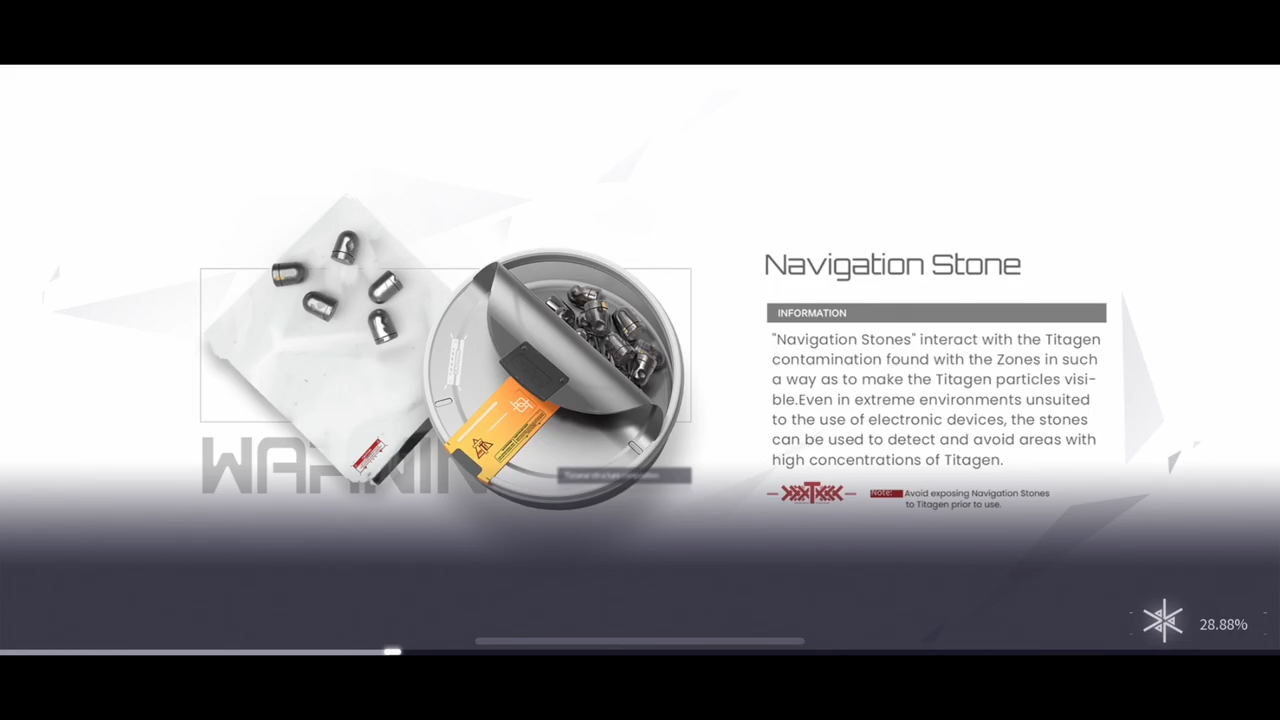 Navigation Stone
INFORMATION
"Navigation Stones" interact with the Titagen
contamination found with the Zones in such
a way as to make the Titagen particles visi-
ble.Even in extreme environments unsuited
to the use of electronic devices, the stones
can be used to detect and avoid areas with
high concentrations of Titagen.
Note: Avoid exposing Navigation Stones
to Titagen prior to use.
28.88%